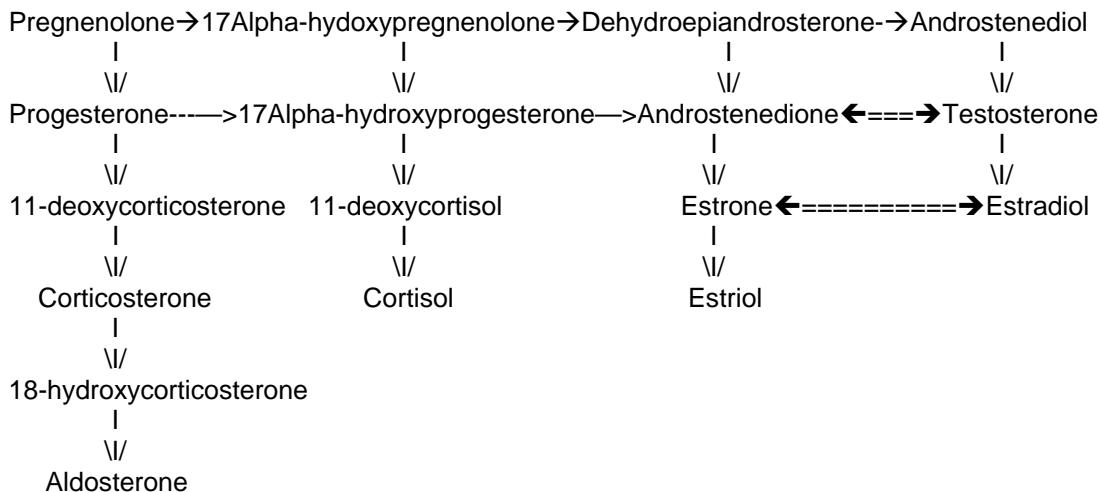 Pregnenolone→17Alpha-hydoxypregnenolone→Dehydroepiandrosterone-→Androstenediol
I I I I
\I/ \I/ \I/ \I/
Progesterone---—>17Alpha-hydroxyprogesterone—>Androstenedione←===→Testosterone
I I I I
\I/ \I/ \I/ \I/
11-deoxycorticosterone 11-deoxycortisol Estrone←==========→Estradiol
I I I
\I/ \I/ \I/
Corticosterone Cortisol Estriol
I
\I/
18-hydroxycorticosterone
I
\I/
Aldosterone